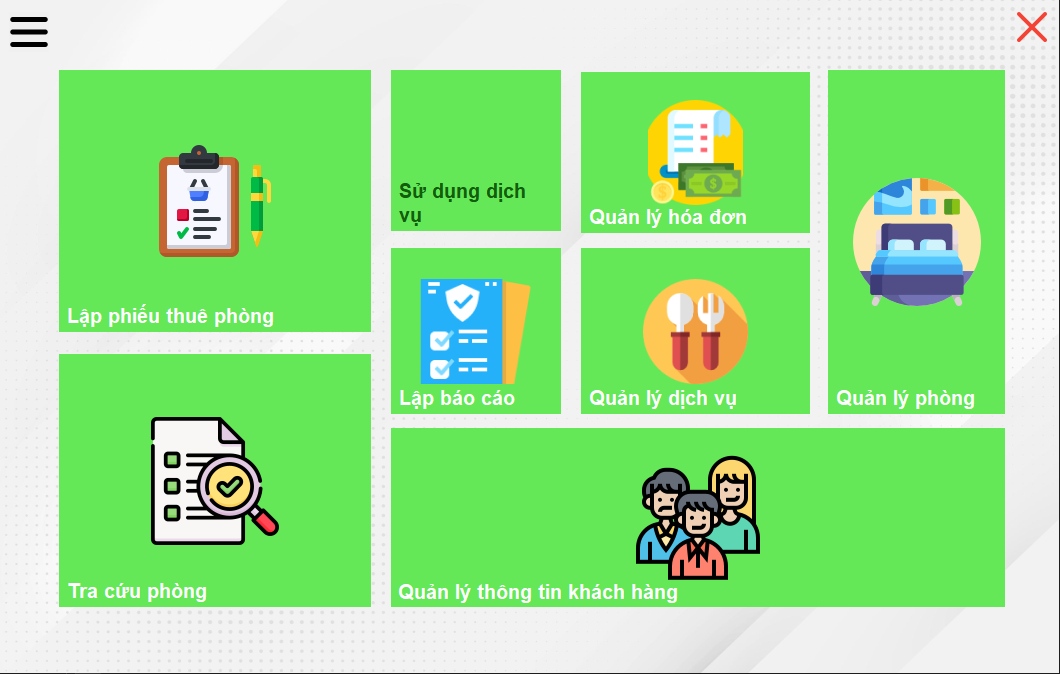 Sử dụng dịch
vụ
Quản lý hóa đơn
Lập phiếu thuê phòng
Lập báo cáo
Quản lý dịch vụ
Quản lý phòng
Tra cứu phòng
Quản lý thông tin khách hàng